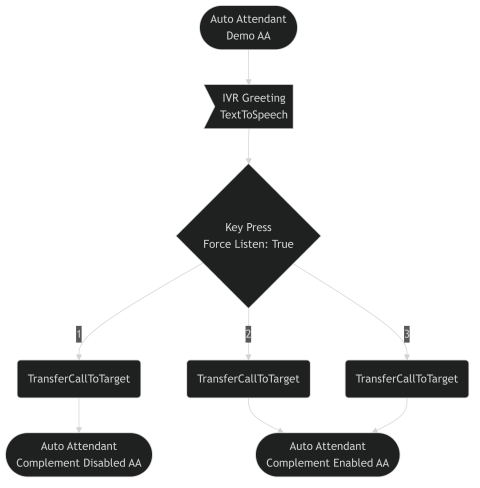 Auto Attendant
Demo AA
IVR Greeting
TextToSpeech
Key Press
Force Listen: True
1
2
3
TransferCallToTarget
TransferCallToTarget
TransferCallToTarget
Auto Attendant
Complement Disabled AA
Auto Attendant
Complement Enabled AA